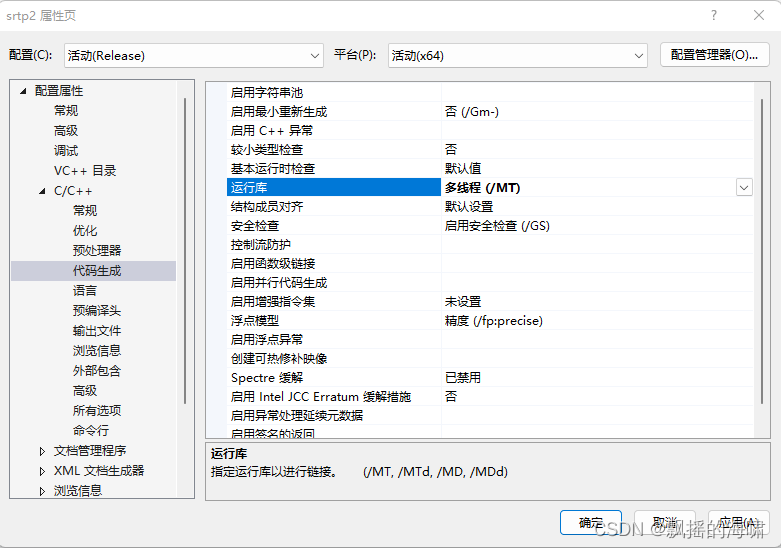 srtp2 属性页
配置(C): 活动(Release) 平台(P): 活动(x64) 配置管理器(O)...
配置属性
常规
高级
调试
VC++ 目录
C/C++
常规
优化
预处理器
代码生成
语言
预编译头
输出文件
浏览信息
外部包含
高级
所有选项
命令行
文档管理程序
XML 文档生成器
浏览信息
启用字符串池
启用最小重新生成 否 (/Gm-)
启用 C++ 异常
较小类型检查 否
基本运行时检查 默认值
运行库 多线程 (/MT)
结构成员对齐 默认设置
安全检查 启用安全检查 (/GS)
控制流防护
启用函数级链接
启用并行代码生成
启用增强指令集 未设置
浮点模型 精度 (/fp:precise)
启用浮点异常
创建可热修补映像
Spectre 缓解 已禁用
启用 Intel JCC Erratum 缓解措施 否
启用异常处理延续元数据
启用签名的返回
运行库
指定运行库以进行链接。 (/MT, /MTd, /MD, /MDd)
确定 取消 应用(A)
CSDN @飘摇的海啸